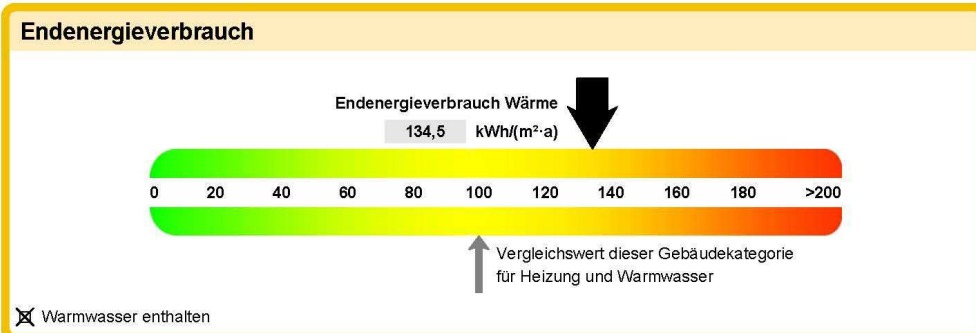 Endenergieverbrauch
Endenergieverbrauch Wärme
134,5 kWh/(m²·a)
0 20 40 60 80 100 120 140 160 180 >200
Vergleichswert dieser Gebäudekategorie
für Heizung und Warmwasser
Warmwasser enthalten